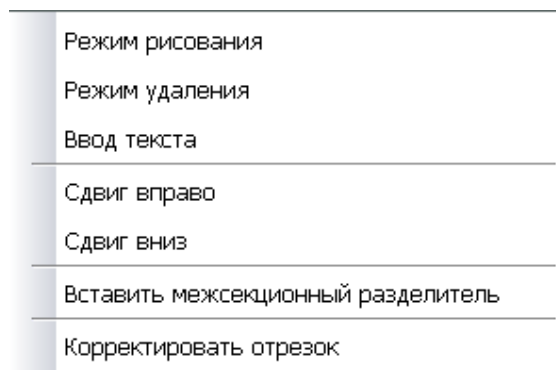 Режим рисования
Режим удаления
Ввод текста
Сдвиг вправо
Сдвиг вниз
Вставить межсекционный разделитель
Корректировать отрезок